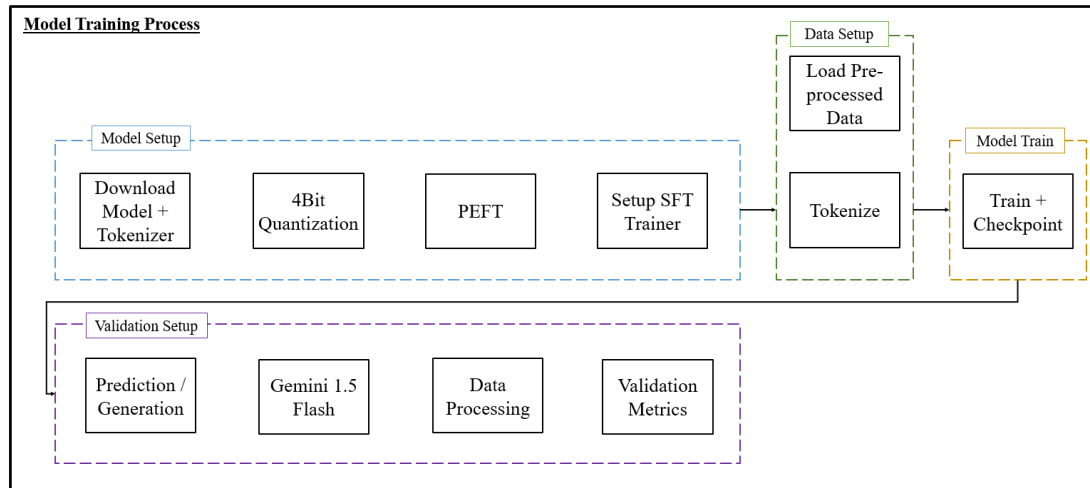 Model Training Process
Data Setup
Load Pre-
processed
Data
Model Setup
Model Train
Download
Model +
Tokenizer
4Bit
Quantization
PEFT
Setup SFT
Trainer
Tokenize
Train +
Checkpoint
Validation Setup
Prediction /
Generation
Gemini 1.5
Flash
Data
Processing
Validation
Metrics